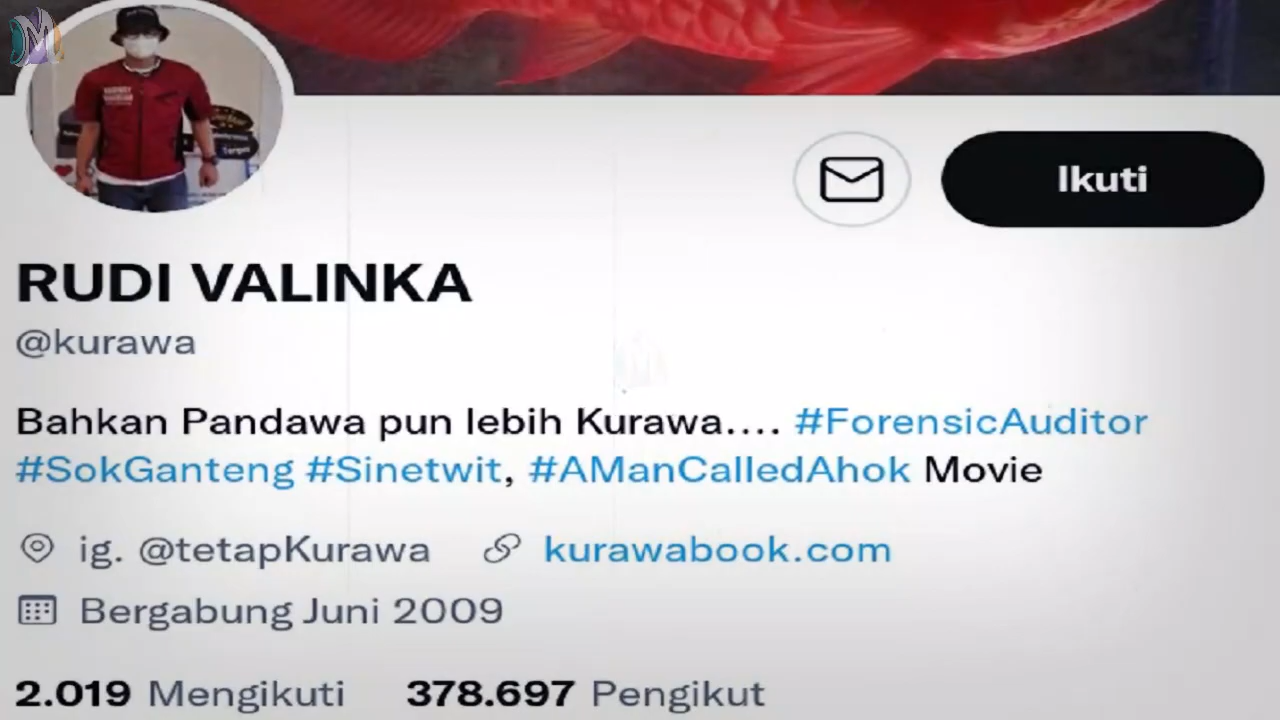 Ikuti
RUDI VALINKA
@kurawa
Bahkan Pandawa pun lebih Kurawa.... #ForensicAuditor
#SokGanteng #Sinetwit, #AManCalledAhok Movie
ig. @tetapKurawa kurawabook.com
Bergabung Juni 2009
2.019 Mengikuti 378.697 Pengikut